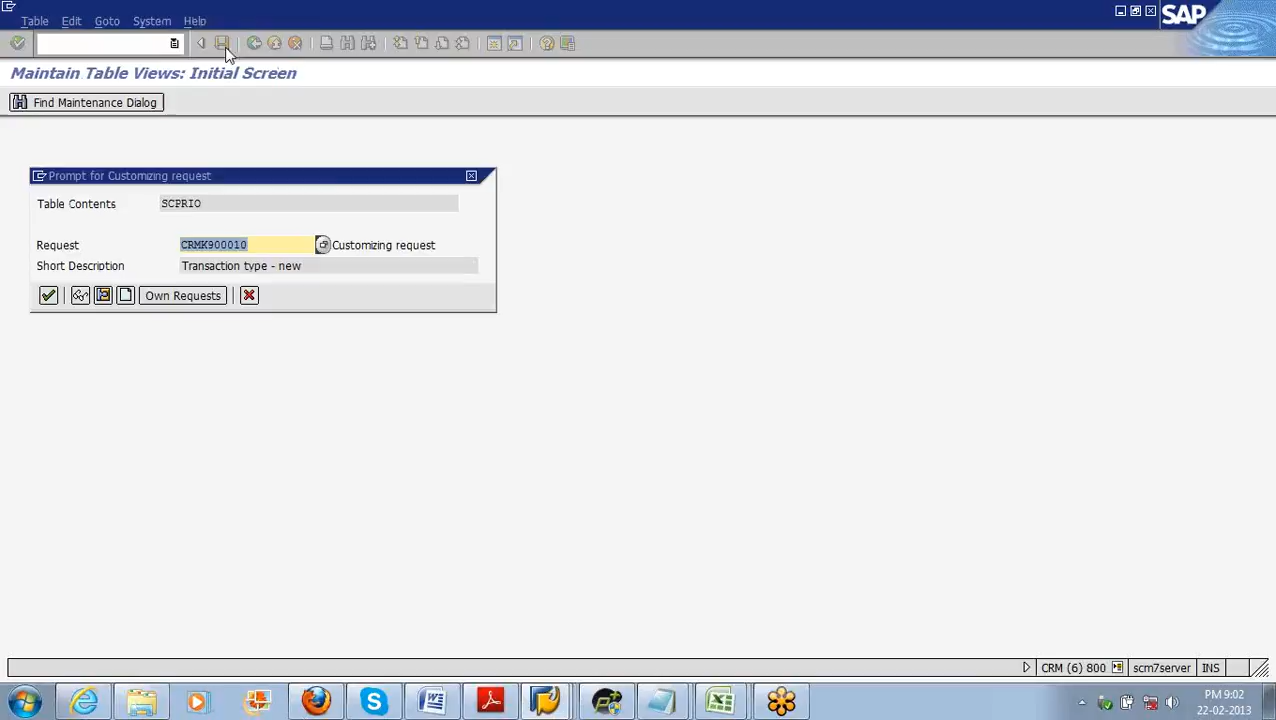 Table Edit Goto System Help
SAP
Maintain Table Views: Initial Screen
Find Maintenance Dialog
Prompt for Customizing request
Table Contents SCPRIO
Request CRMK900010 Customizing request
Short Description Transaction type - new
Own Requests
CRM (6) 800 scm7server INS
PM 9:02
22-02-2013